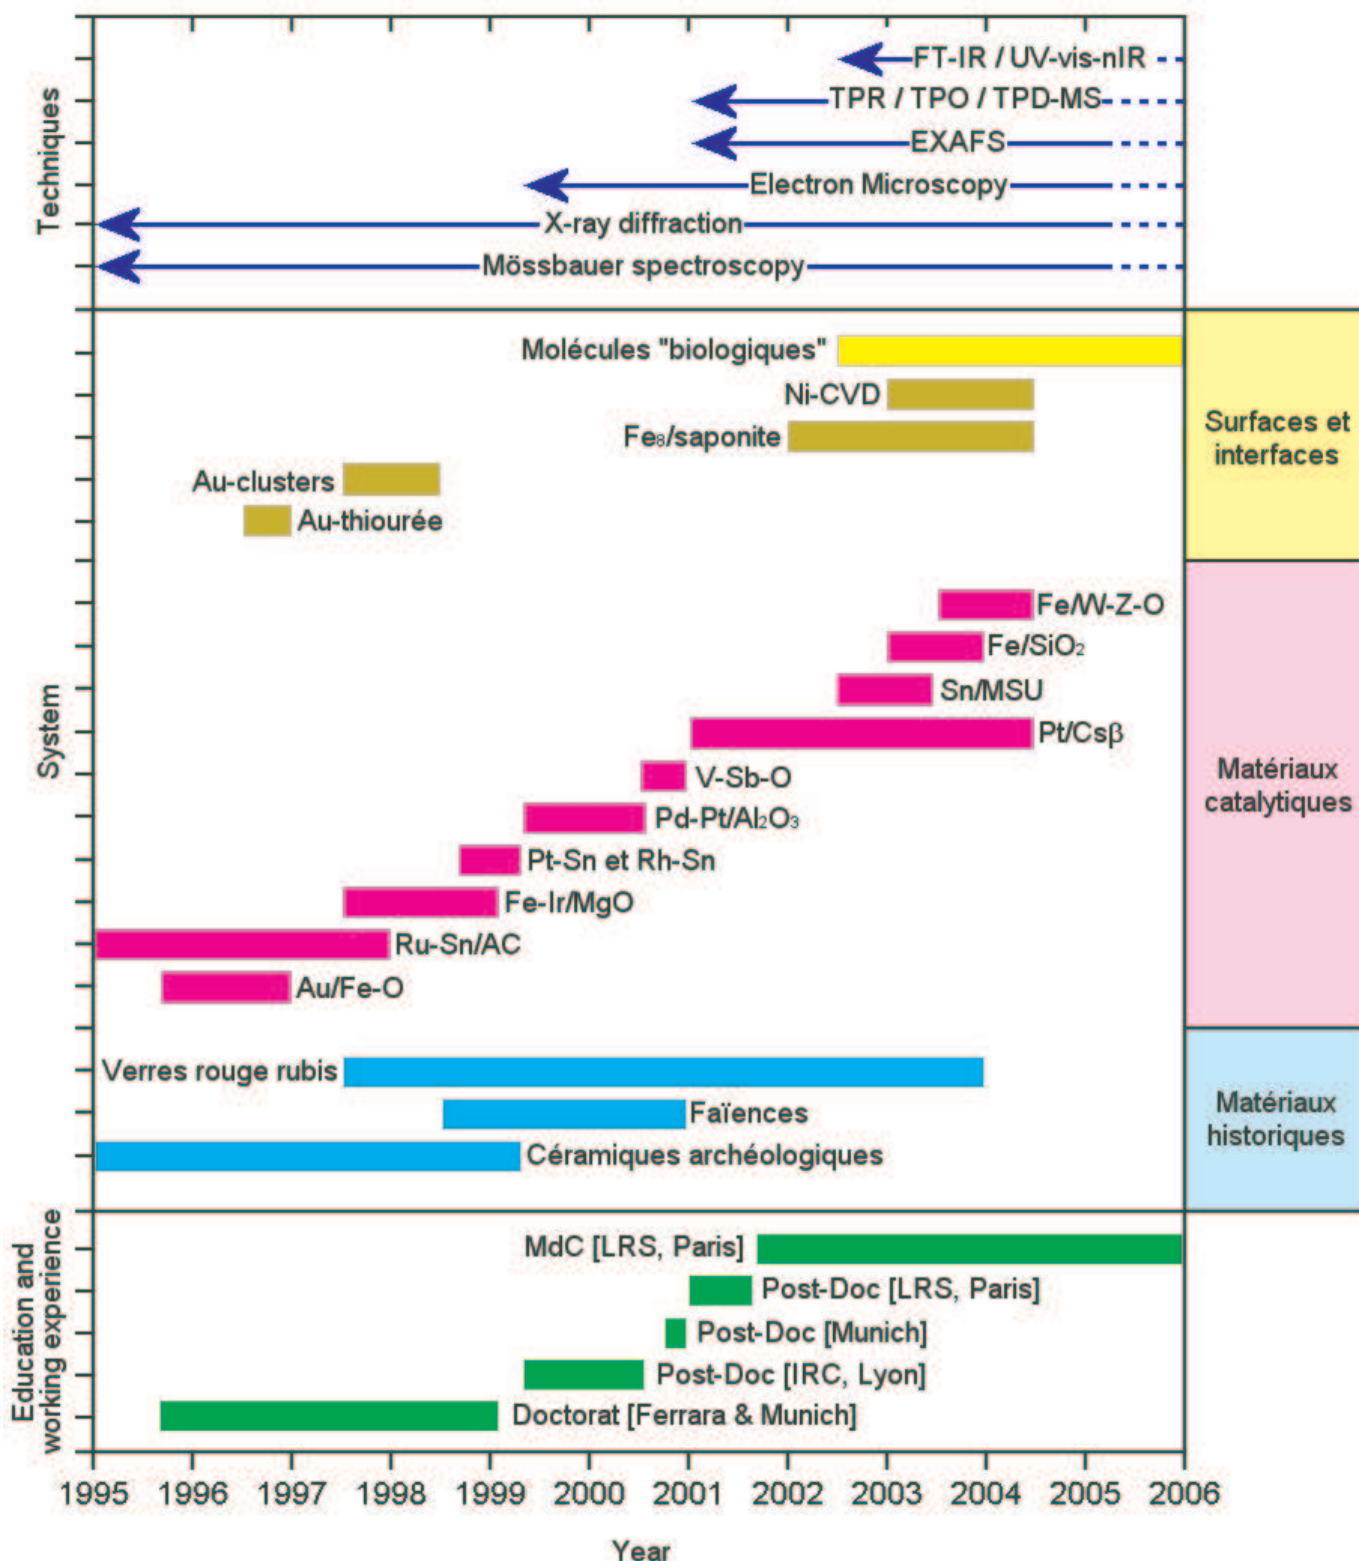 Techniques
FT-IR / UV-vis-nIR
TPR / TPO / TPD-MS
EXAFS
Electron Microscopy
X-ray diffraction
Mössbauer spectroscopy
System
Molécules "biologiques"
Ni-CVD
Fe₈/saponite
Au-clusters
Au-thiourée
Surfaces et
interfaces
Fe/W-Z-O
Fe/SiO₂
Sn/MSU
Pt/Csβ
V-Sb-O
Pd-Pt/Al₂O₃
Pt-Sn et Rh-Sn
Fe-Ir/MgO
Ru-Sn/AC
Au/Fe-O
Matériaux
catalytiques
Verres rouge rubis
Faïences
Céramiques archéologiques
Matériaux
historiques
Education and
working experience
MdC [LRS, Paris]
Post-Doc [LRS, Paris]
Post-Doc [Munich]
Post-Doc [IRC, Lyon]
Doctorat [Ferrara & Munich]
1995 1996 1997 1998 1999 2000 2001 2002 2003 2004 2005 2006
Year